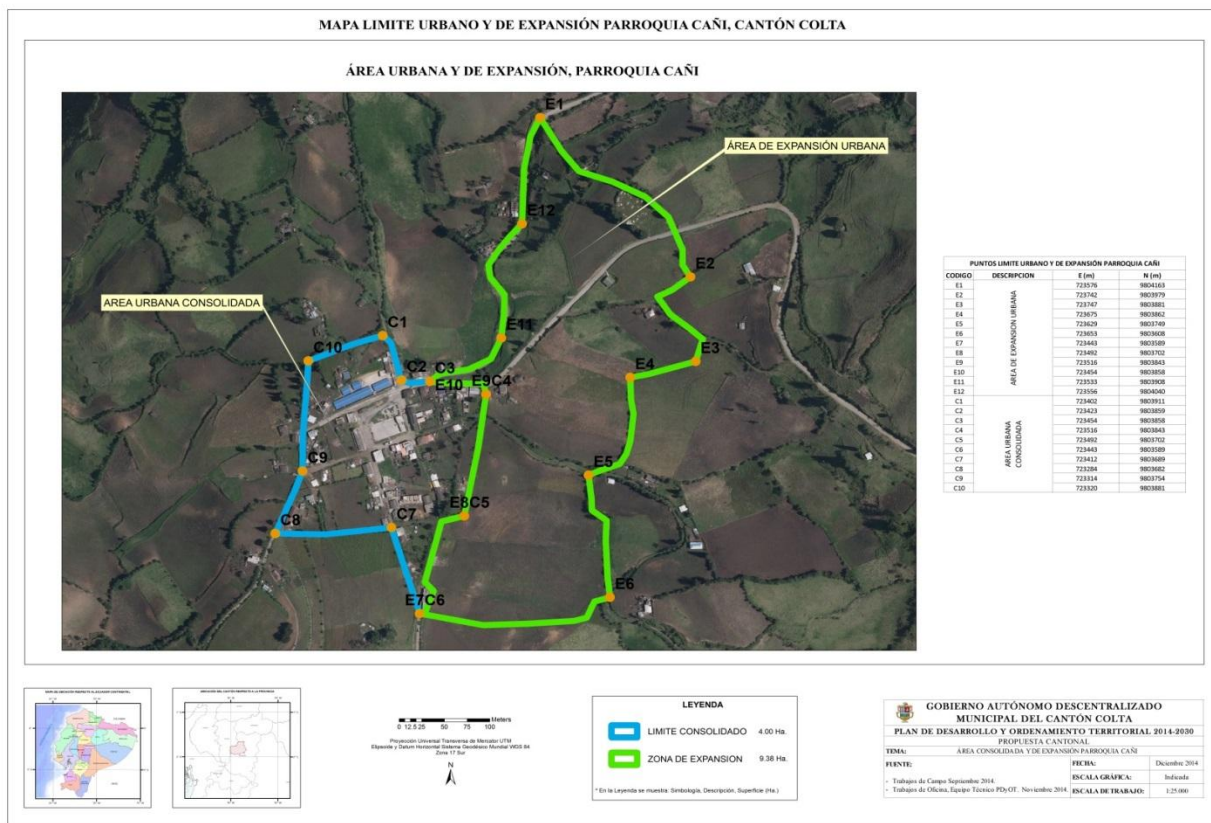 MAPA LIMITE URBANO Y DE EXPANSIÓN PARROQUIA CAÑI, CANTÓN COLTA
ÁREA URBANA Y DE EXPANSIÓN, PARROQUIA CAÑI
E1
ÁREA DE EXPANSIÓN URBANA
E12
E2
AREA URBANA CONSOLIDADA
C1
E11
C10
E3
C2
C3
E4
E10
E9C4
C9
E5
E8C5
C8
C7
E6
E7C6
PUNTOS LIMITE URBANO Y DE EXPANSIÓN PARROQUIA CAÑI
CODIGO DESCRIPCION E (m) N (m)
AREA DE EXPANSION URBANA
E1 723576 9804163
E2 723742 9803979
E3 723747 9803881
E4 723675 9803862
E5 723629 9803749
E6 723653 9803608
E7 723443 9803589
E8 723492 9803702
E9 723516 9803843
E10 723454 9803858
E11 723533 9803908
E12 723556 9804040
AREA URBANA CONSOLIDADA
C1 723402 9803911
C2 723423 9803859
C3 723454 9803858
C4 723516 9803843
C5 723492 9803702
C6 723443 9803589
C7 723412 9803689
C8 723284 9803682
C9 723314 9803754
C10 723320 9803881
Meters
0 12.5 25 50 75 100
Proyección Universal Transversa de Mercator UTM
Elipsoide y Datum Horizontal Sistema Geodésico Mundial WGS 84
Zona 17 Sur
N
LEYENDA
LIMITE CONSOLIDADO 4.00 Ha.
ZONA DE EXPANSIÓN 9.38 Ha.
* En la Leyenda se muestra: Simbología, Descripción, Superficie (Ha.)
GOBIERNO AUTÓNOMO DESCENTRALIZADO
MUNICIPAL DEL CANTÓN COLTA
PLAN DE DESARROLLO Y ORDENAMIENTO TERRITORIAL 2014-2030
PROPUESTA CANTONAL
TEMA: ÁREA CONSOLIDADA Y DE EXPANSIÓN PARROQUIA CAÑI
FUENTE:
- Trabajos de Campo Septiembre 2014.
- Trabajos de Oficina, Equipo Técnico PDyOT. Noviembre 2014.
FECHA: Diciembre 2014
ESCALA GRÁFICA: Indicada
ESCALA DE TRABAJO: 1:25.000